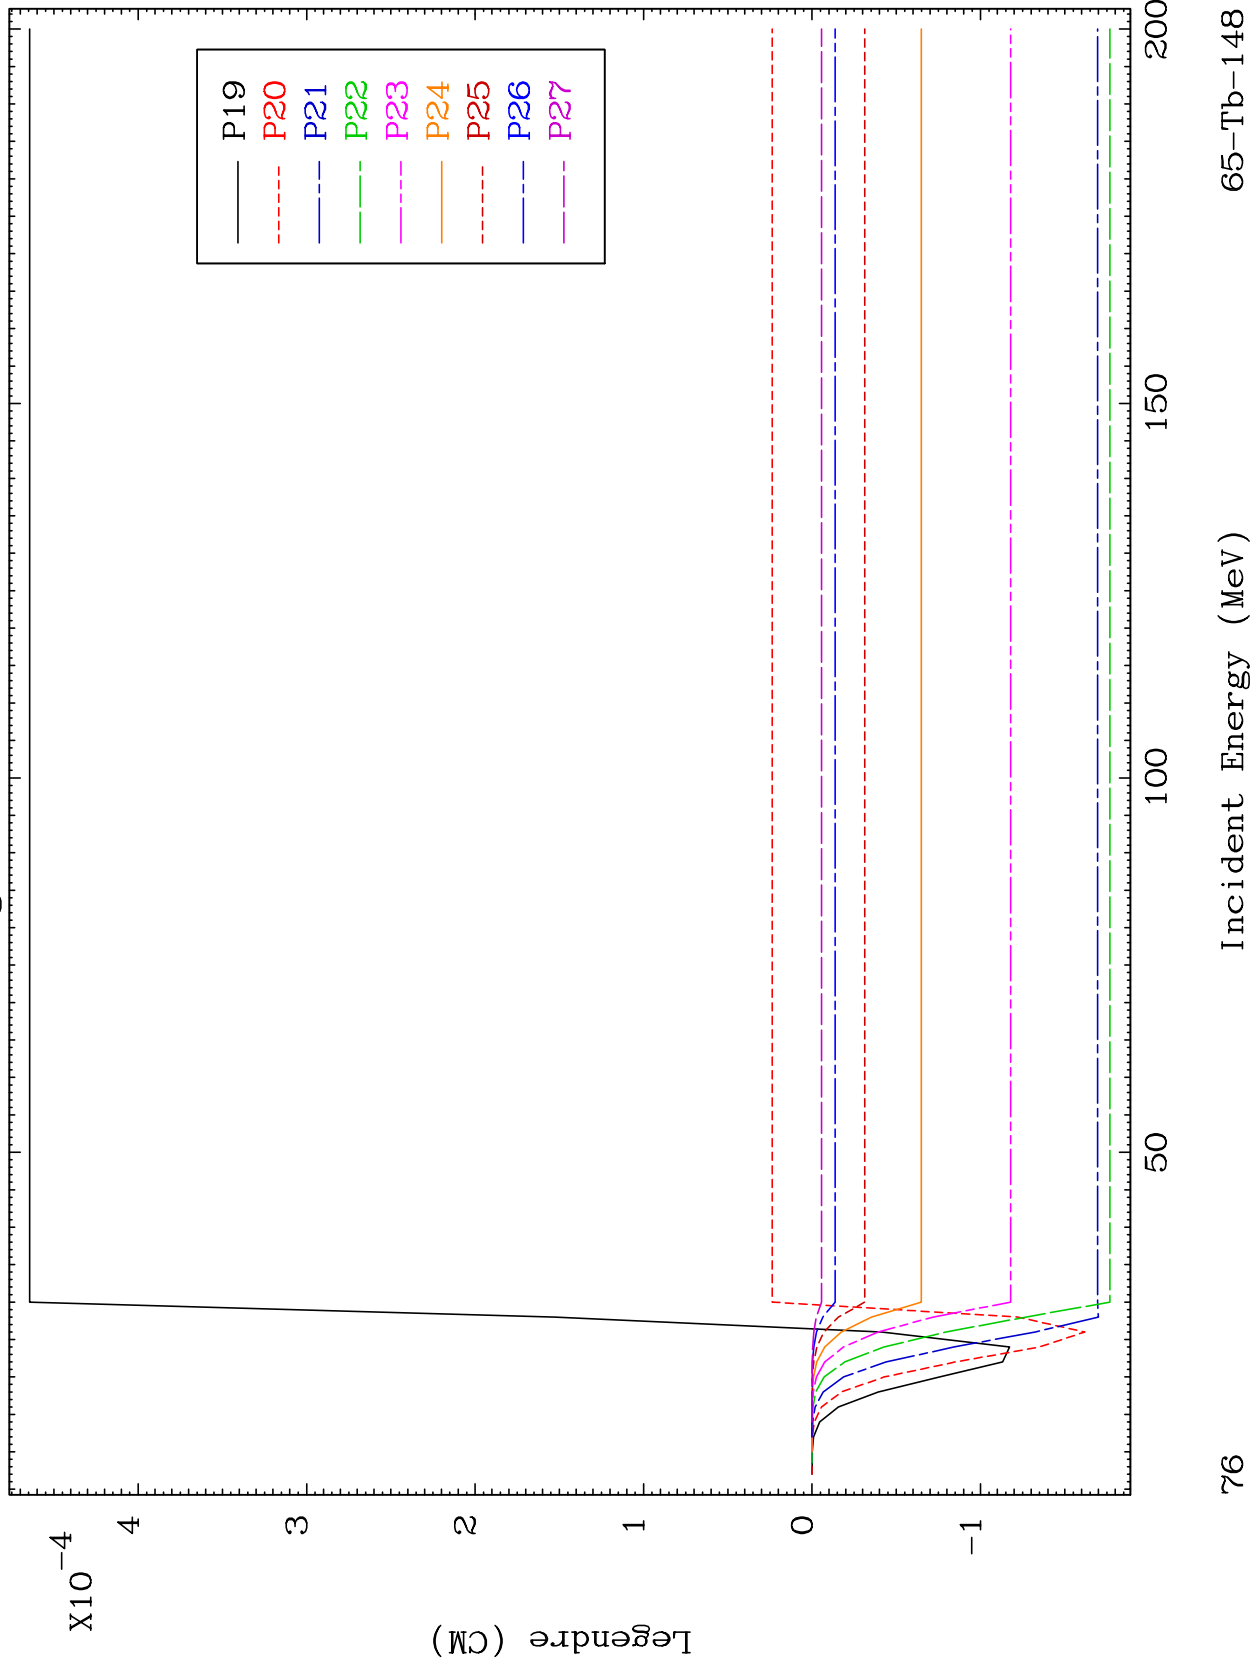 X10-4
Legendre (CM)
4
3
2
1
0
-1
P19
P20
P21
P22
P23
P24
P25
P26
P27
50
100
150
200
Incident Energy (MeV)
76
65-Tb-148